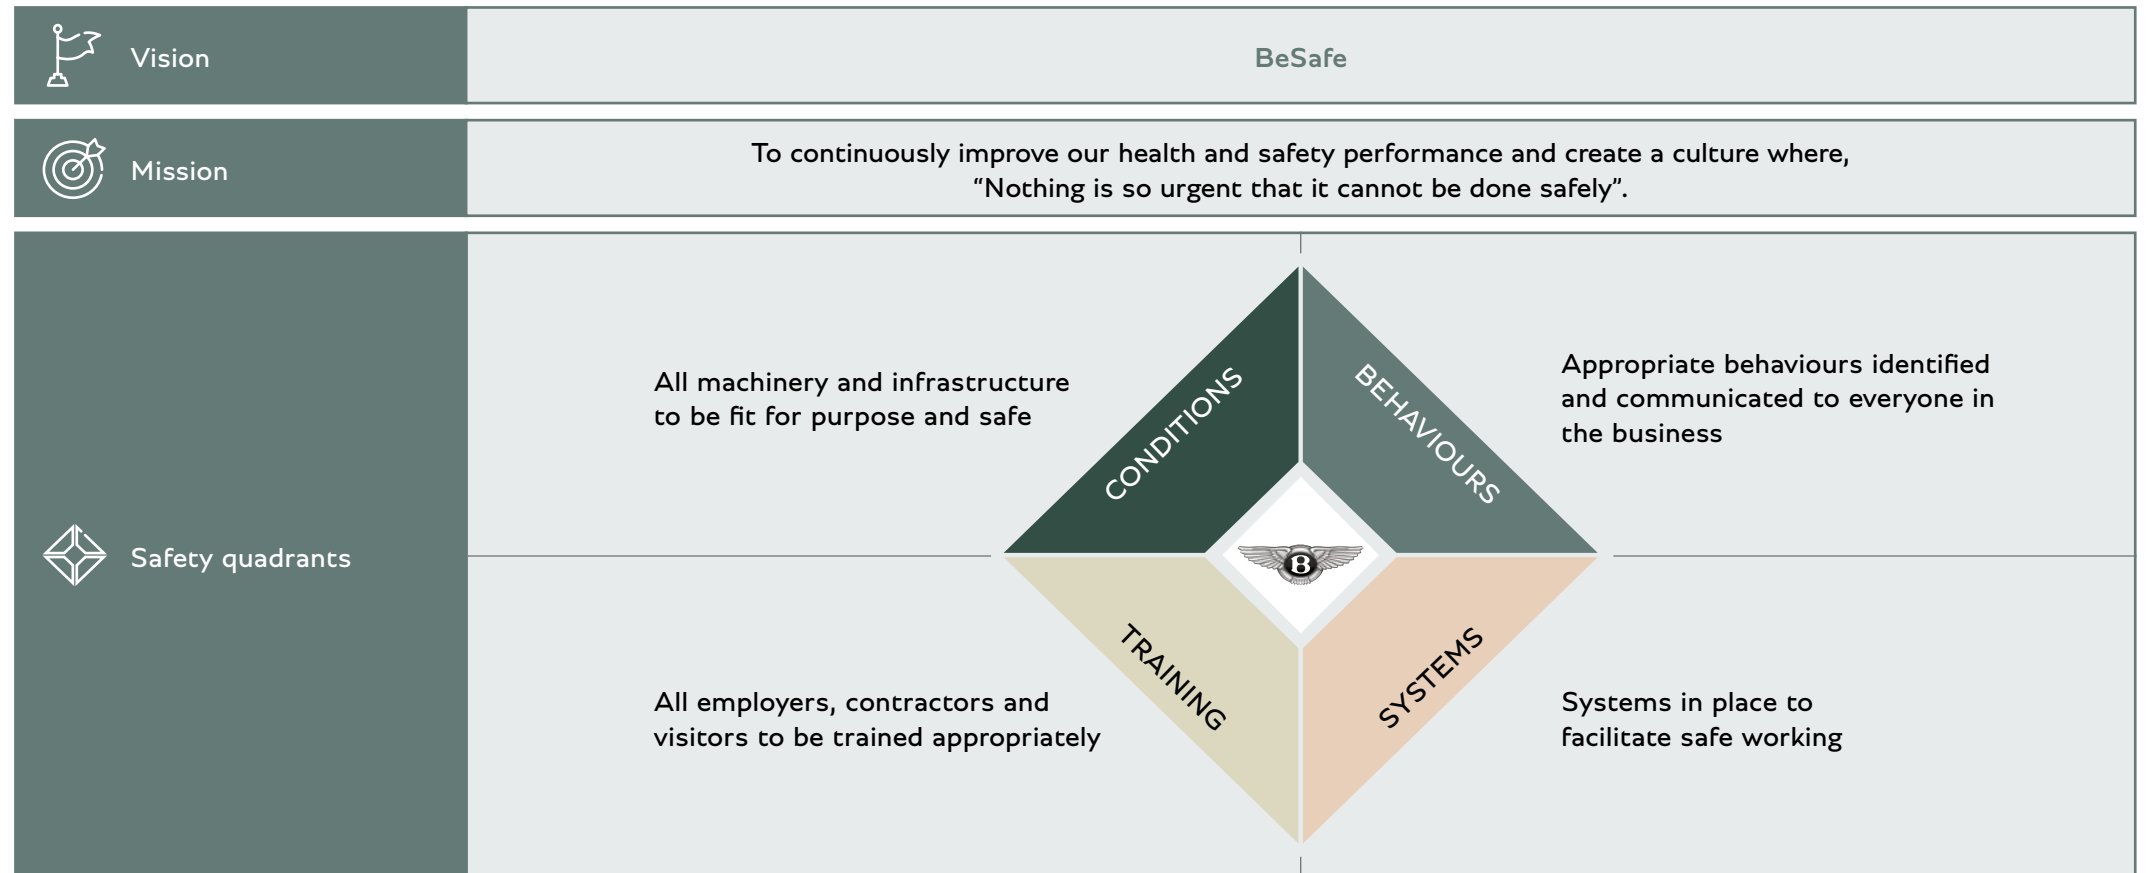 Vision
BeSafe
Mission
To continuously improve our health and safety performance and create a culture where,
“Nothing is so urgent that it cannot be done safely”.
Safety quadrants
All machinery and infrastructure
to be fit for purpose and safe
CONDITIONS
BEHAVIOURS
Appropriate behaviours identified
and communicated to everyone in
the business
B
All employers, contractors and
visitors to be trained appropriately
TRAINING
SYSTEMS
Systems in place to
facilitate safe working